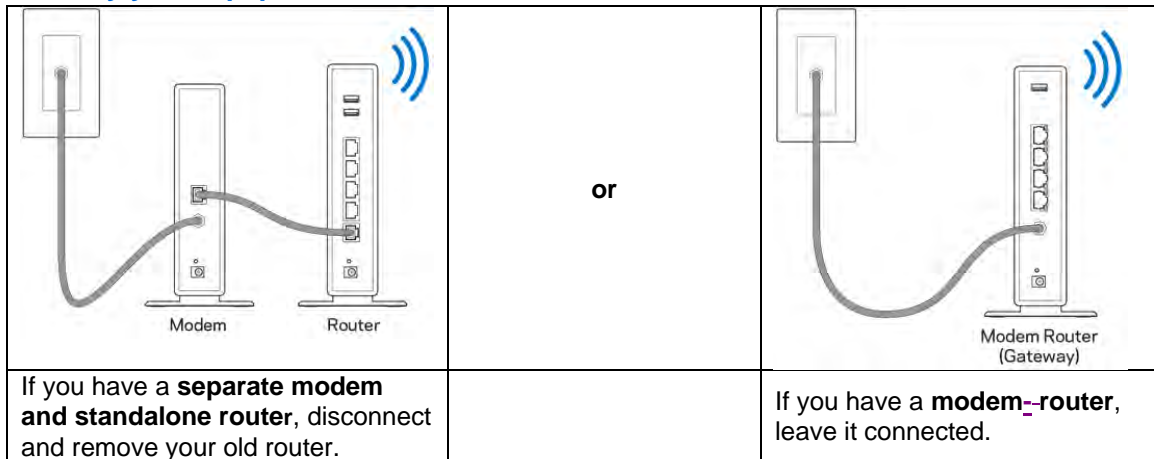 or
Modem
Router
Modem Router
(Gateway)
If you have a separate modem
and standalone router, disconnect
and remove your old router.
If you have a modem--router,
leave it connected.